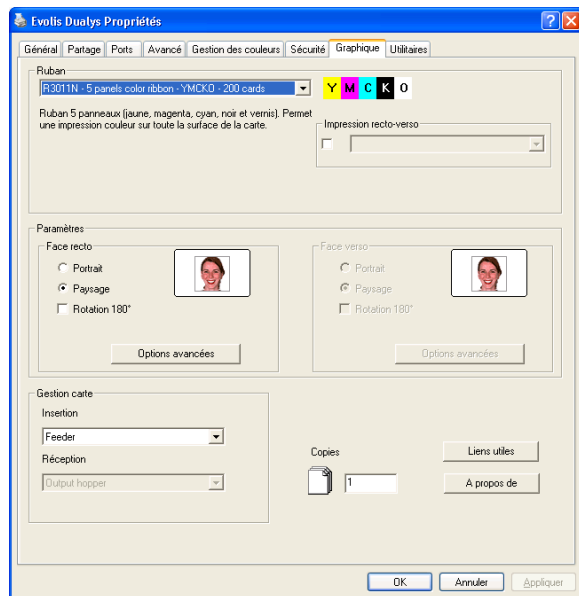 Evolis Dualys Propriétés
Général Partage Ports Avancé Gestion des couleurs Sécurité Graphique Utilitaires
Ruban
R3011N - 5 panels color ribbon - YMCKO - 200 cards
Y M C K O
Ruban 5 panneaux (jaune, magenta, cyan, noir et vernis). Permet
une impression couleur sur toute la surface de la carte.
Impression recto-verso
Paramètres
Face recto
Portrait
Paysage
Rotation 180°
Options avancées
Face verso
Portrait
Paysage
Rotation 180°
Options avancées
Gestion carte
Insertion
Feeder
Réception
Output hopper
Copies
1
Liens utiles
A propos de
OK Annuler Appliquer